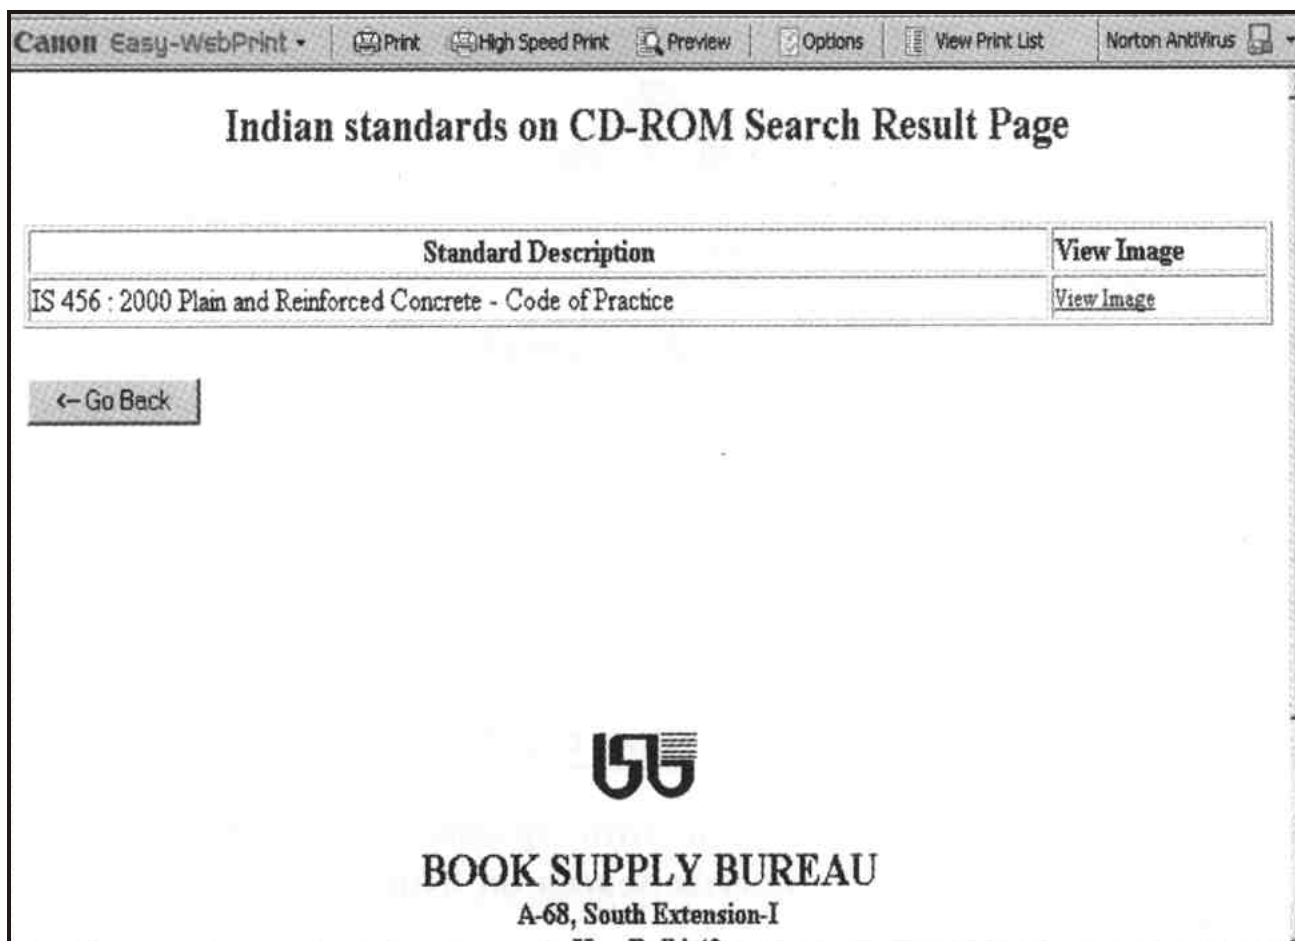 Canon Easy-WebPrint Print High Speed Print Preview Options View Print List Norton AntiVirus
Indian standards on CD-ROM Search Result Page
Standard Description View Image
IS 456 : 2000 Plain and Reinforced Concrete - Code of Practice View Image
<-- Go Back
BOOK SUPPLY BUREAU
A-68, South Extension-I